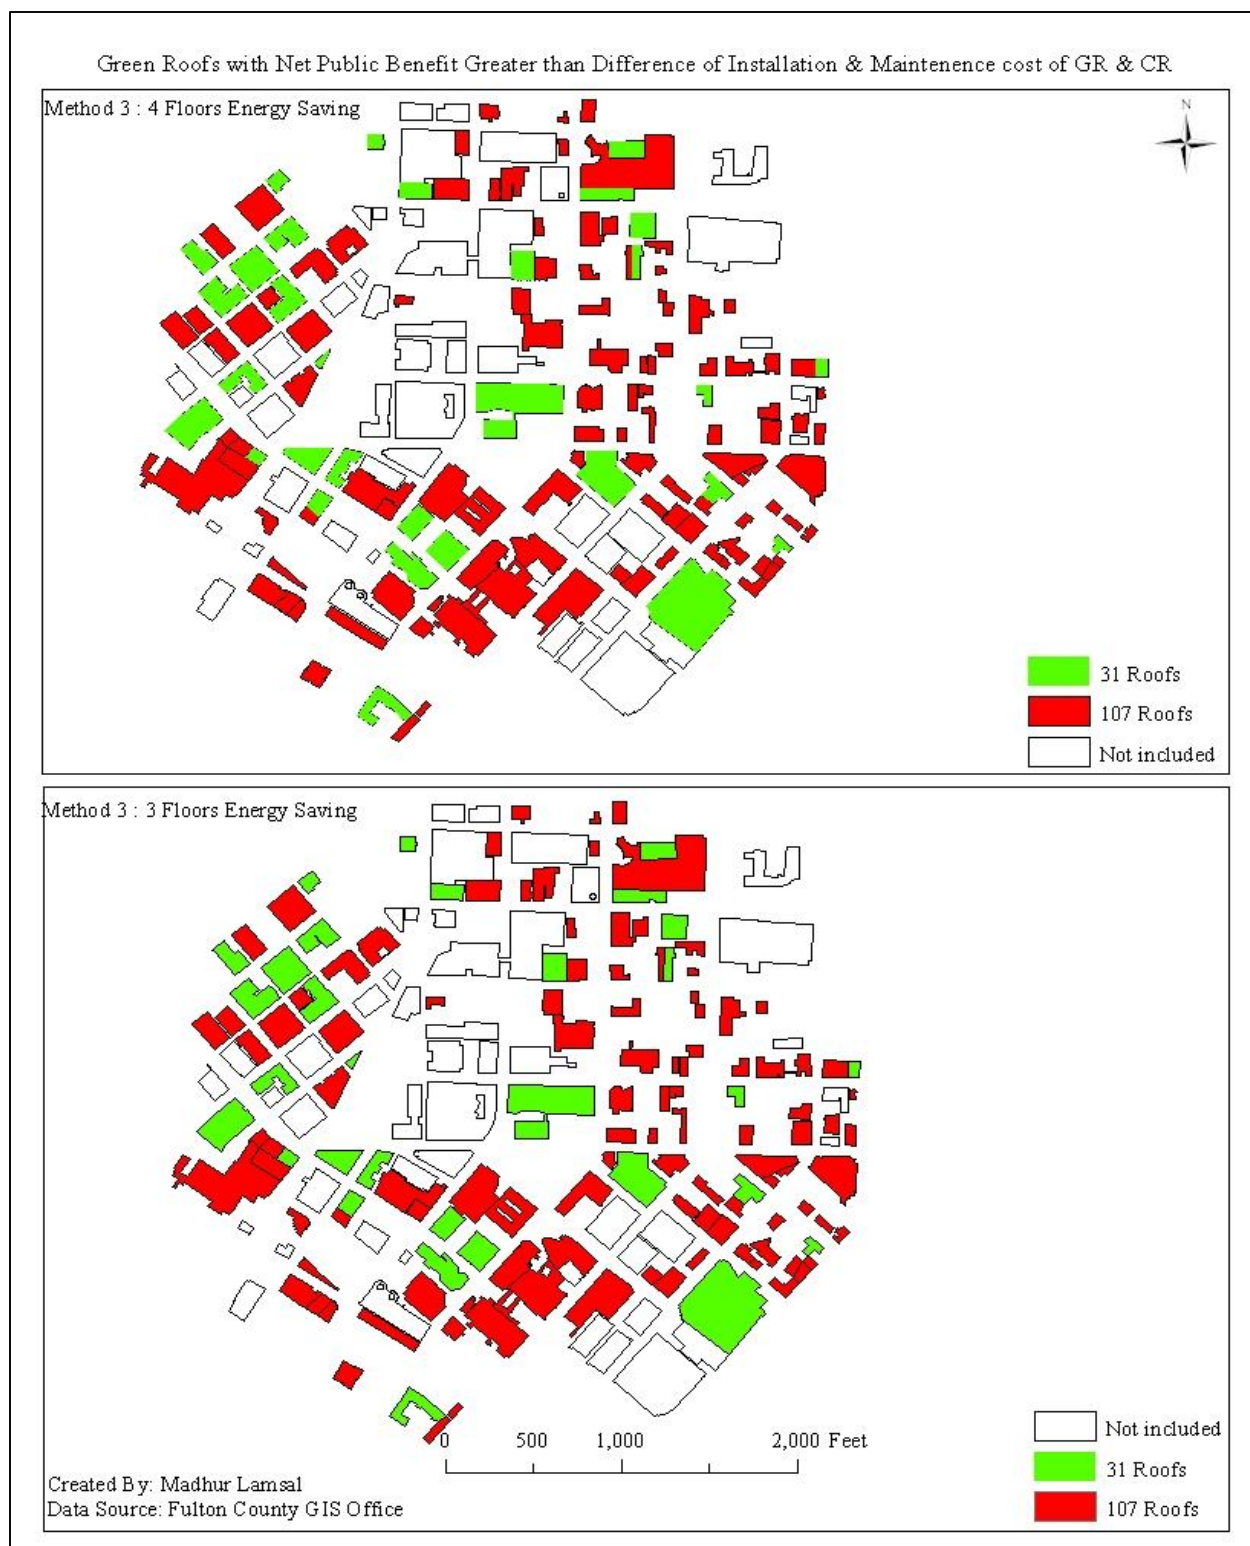 Green Roofs with Net Public Benefit Greater than Difference of Installation & Maintenence cost of GR & CR
Method 3 : 4 Floors Energy Saving
N
31 Roofs
107 Roofs
Not included
Method 3 : 3 Floors Energy Saving
0 500 1,000 2,000 Feet
Not included
31 Roofs
107 Roofs
Created By: Madhur Lamsal
Data Source: Fulton County GIS Office